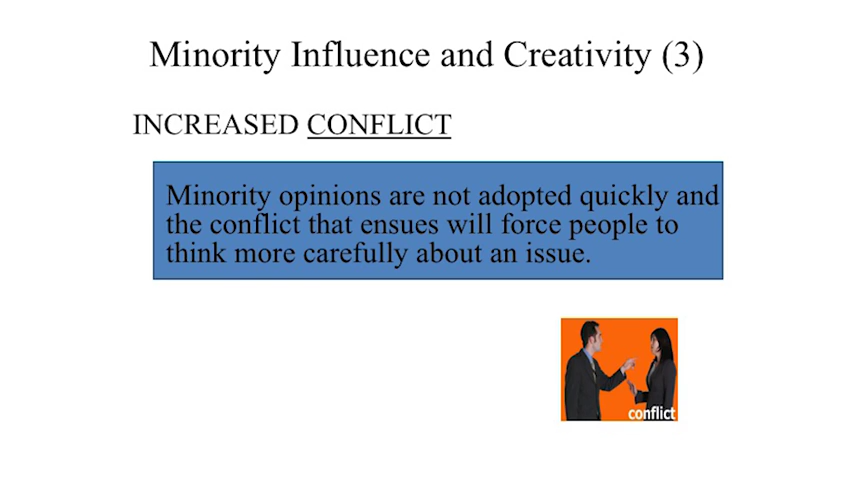 Minority Influence and Creativity (3)
INCREASED CONFLICT
Minority opinions are not adopted quickly and
the conflict that ensues will force people to
think more carefully about an issue.
conflict